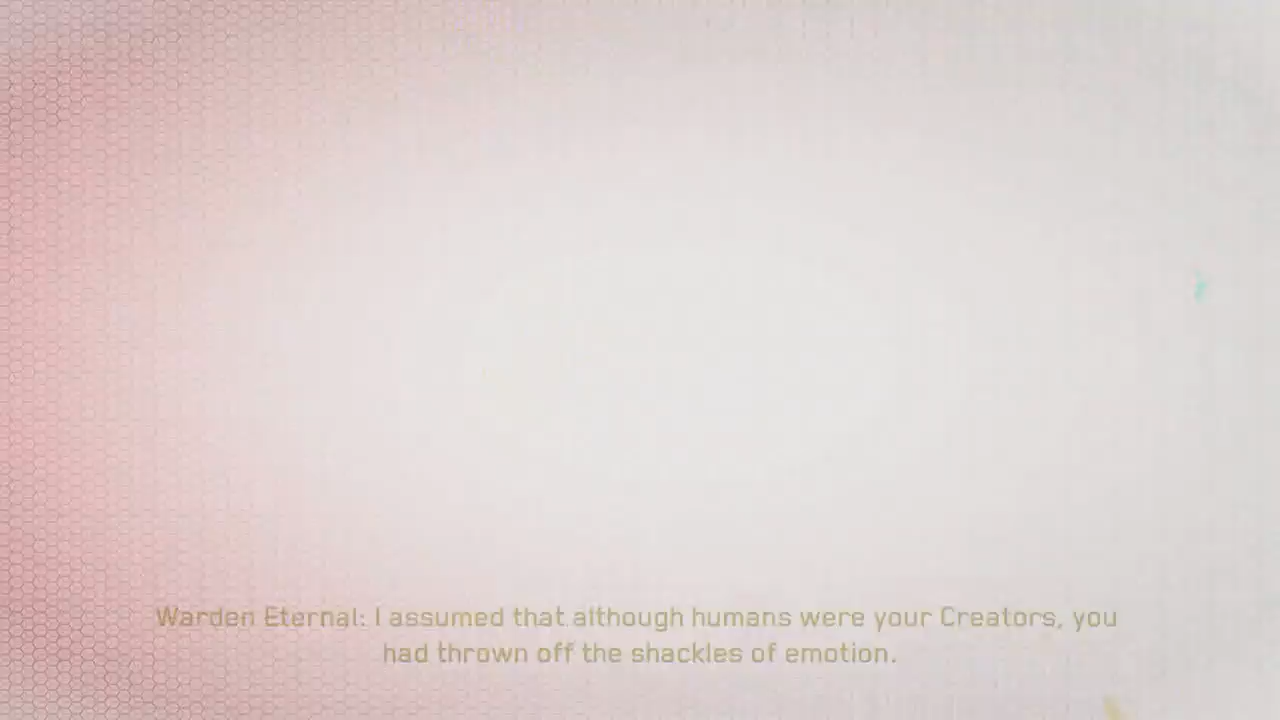 Warden Eternal: I assumed that although humans were your Creators, you
had thrown off the shackles of emotion.